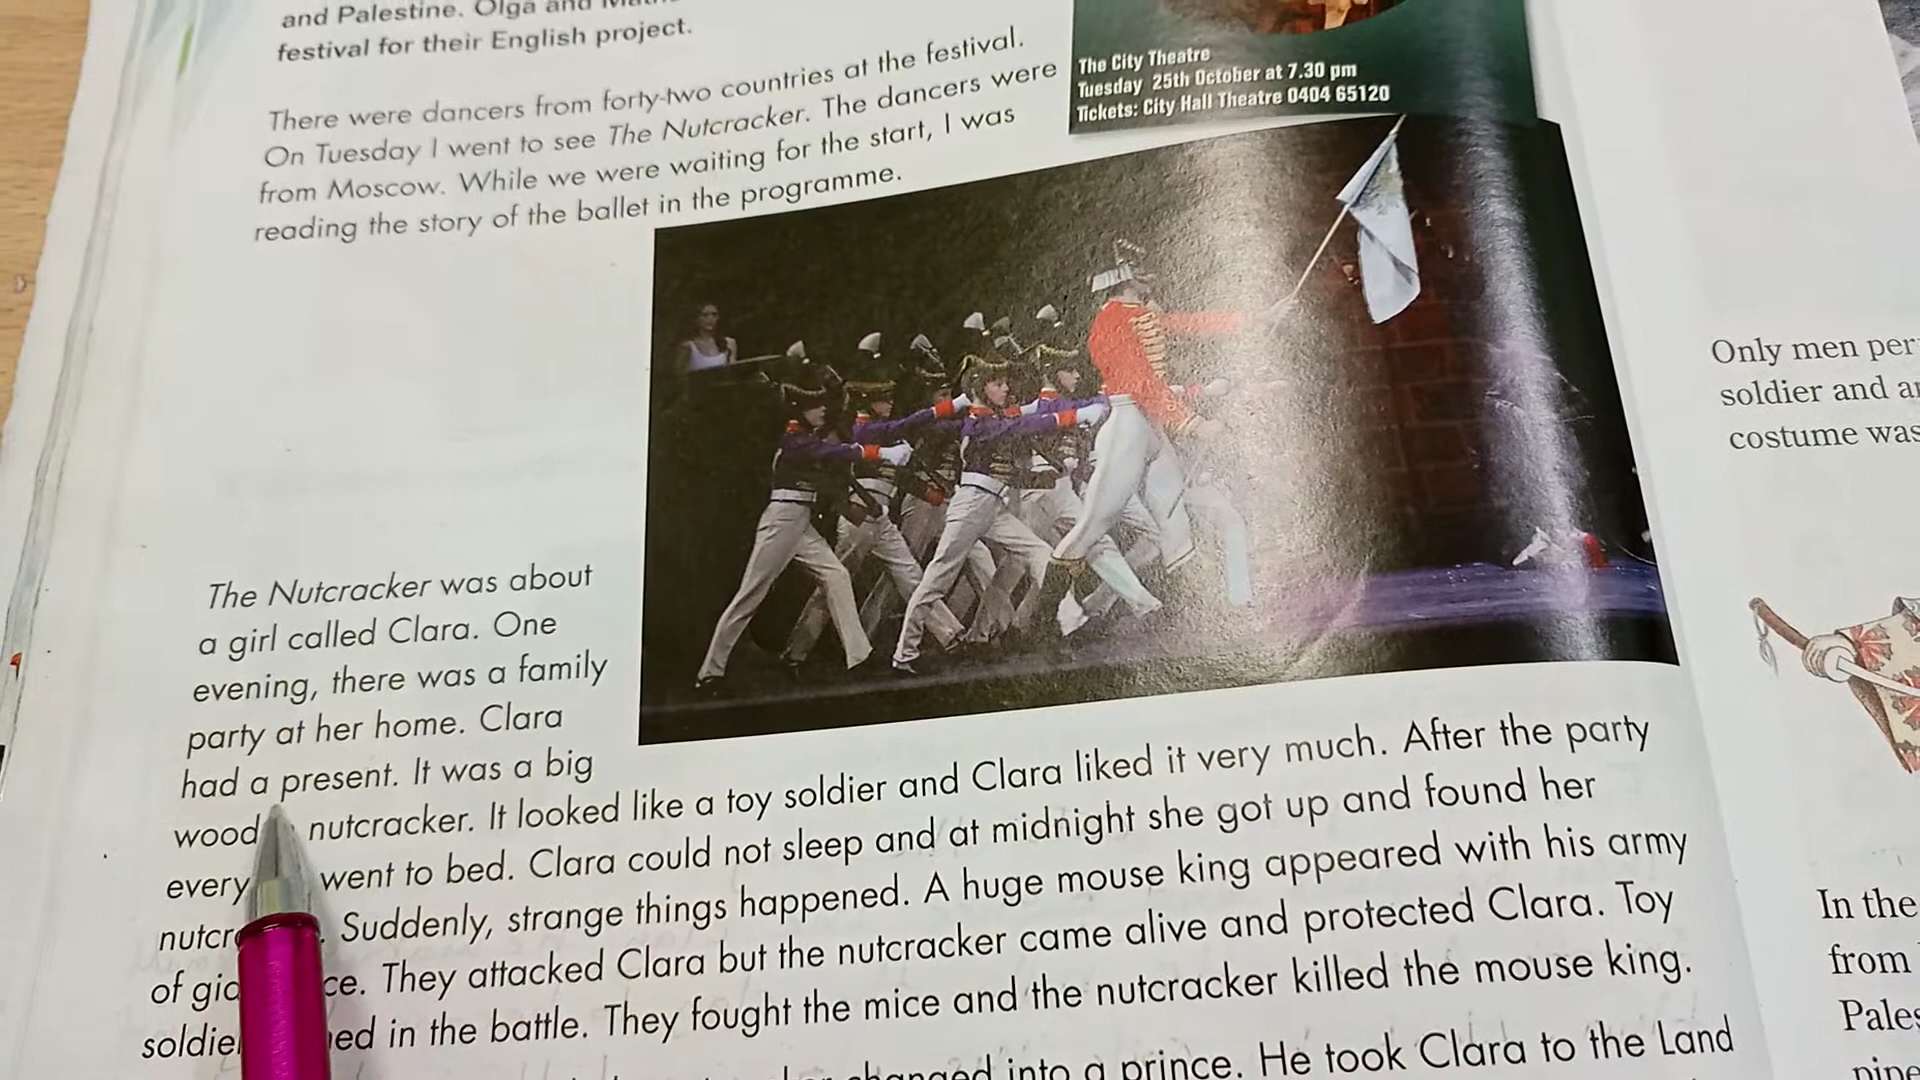 and Palestine. Olga and
festival for their English project.
There were dancers from forty-two countries at the festival.
On Tuesday I went to see The Nutcracker. The dancers were
from Moscow. While we were waiting for the start, I was
reading the story of the ballet in the programme.
The City Theatre
Tuesday 25th October at 7.30 pm
Tickets: City Hall Theatre 0404 65120
The Nutcracker was about
a girl called Clara. One
evening, there was a family
party at her home. Clara
had a present. It was a big
nutcracker. It looked like a toy soldier and Clara liked it very much. After the party
went to bed. Clara could not sleep and at midnight she got up and found her
Suddenly, strange things happened. A huge mouse king appeared with his army
of They attacked Clara but the nutcracker came alive and protected Clara. Toy
in the battle. They fought the mice and the nutcracker killed the mouse king.
changed into a prince. He took Clara to the Land
Only men
soldier and
costume was
In the
from